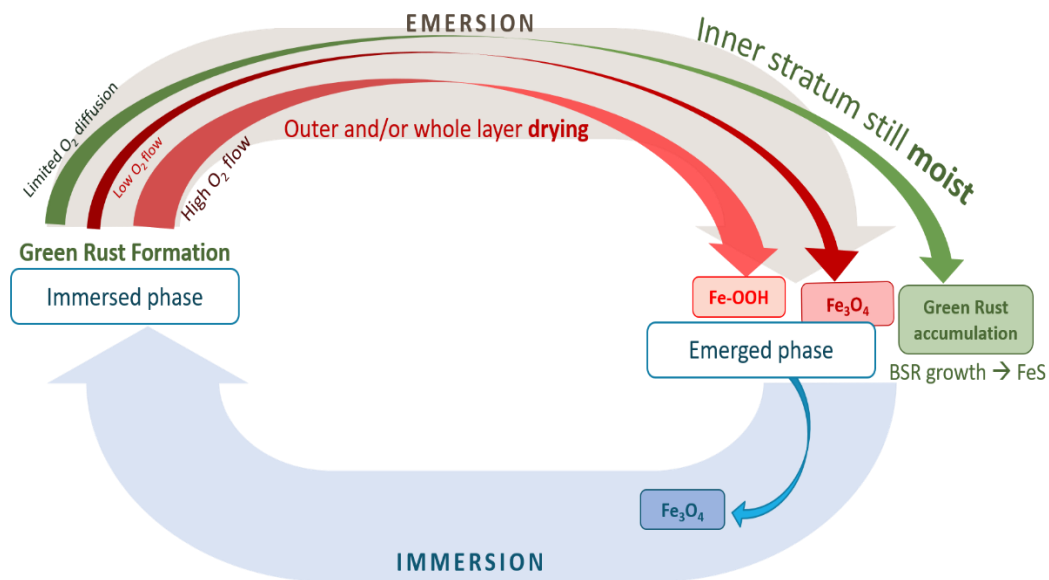 EMERSION
Inner stratum still moist
Limited O₂ diffusion
Low O₂ flow
High O₂ flow
Outer and/or whole layer drying
Green Rust Formation
Immersed phase
Fe-OOH
Fe₃O₄
Green Rust
accumulation
Emerged phase
BSR growth → FeS
Fe₃O₄
IMMERSION